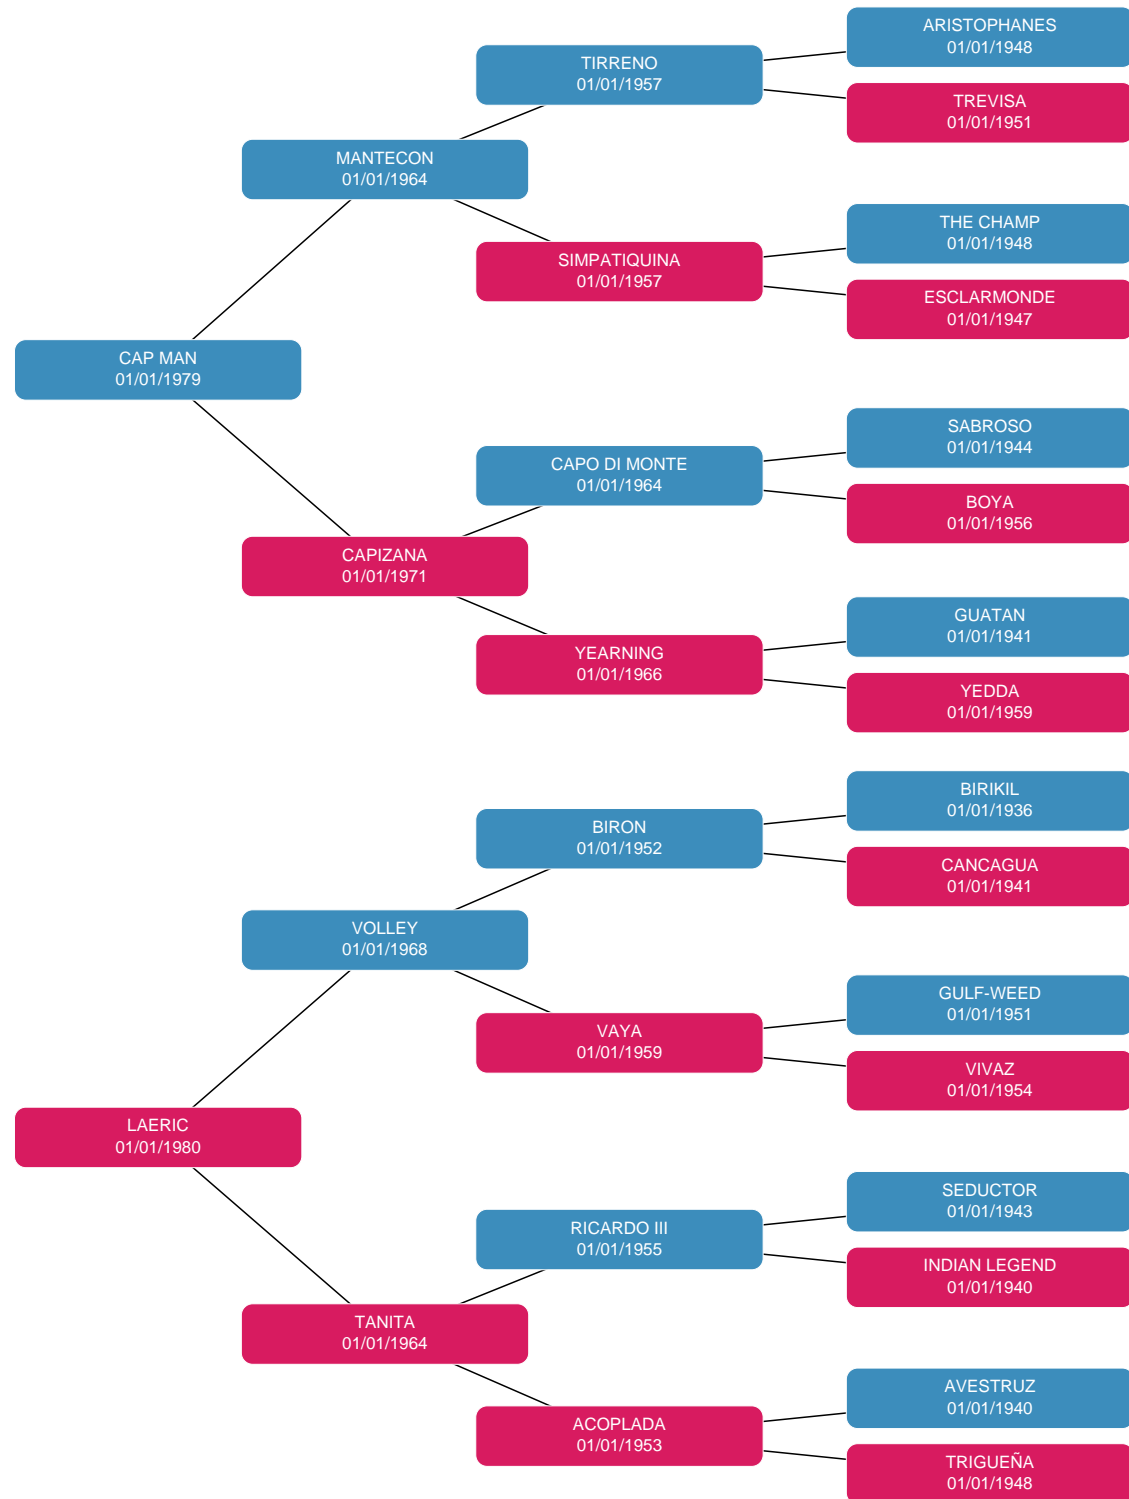 ARISTOPHANES
01/01/1948
TIRRENO
01/01/1957
TREVISA
01/01/1951
MANTECON
01/01/1964
THE CHAMP
01/01/1948
SIMPATIQUINA
01/01/1957
ESCLARMONDE
01/01/1947
CAP MAN
01/01/1979
SABROSO
01/01/1944
CAPO DI MONTE
01/01/1964
BOYA
01/01/1956
CAPIZANA
01/01/1971
GUATAN
01/01/1941
YEARNING
01/01/1966
YEDDA
01/01/1959
BIRIKIL
01/01/1936
BIRON
01/01/1952
CANCAGUA
01/01/1941
VOLLEY
01/01/1968
GULF-WEED
01/01/1951
VAYA
01/01/1959
VIVAZ
01/01/1954
LAERIC
01/01/1980
SEDUCTOR
01/01/1943
RICARDO III
01/01/1955
INDIAN LEGEND
01/01/1940
TANITA
01/01/1964
AVESTRUZ
01/01/1940
ACOPLADA
01/01/1953
TRIGUEÑA
01/01/1948